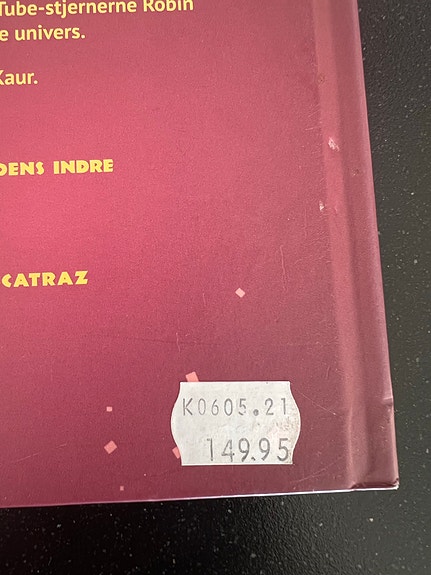 Tube-stjernerne Robin
e univers.
Kaur.
DENS INDRE
CATRAZ
K0605.21
149.95